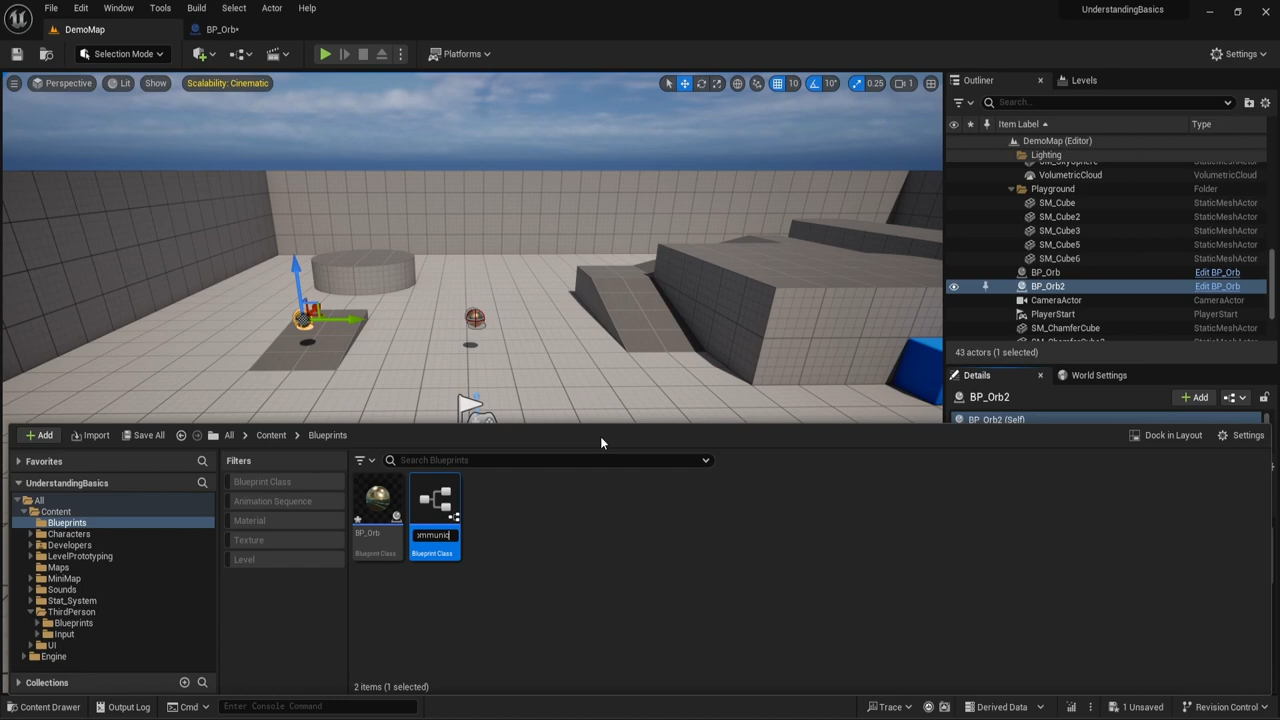 File Edit Window Tools Build Select Actor Help
UnderstandingBasics
DemoMap
BP_Orb•
Selection Mode
Platforms
Settings
Perspective
Lit
Show
Scalability: Cinematic
10
10°
0.25
1
Outliner
Levels
Search...
Item Label
Type
DemoMap (Editor)
Lighting
SM_SkySphere StaticMeshActor
VolumetricCloud VolumetricCloud
Playground Folder
SM_Cube StaticMeshActor
SM_Cube2 StaticMeshActor
SM_Cube3 StaticMeshActor
SM_Cube5 StaticMeshActor
SM_Cube6 StaticMeshActor
BP_Orb Edit BP_Orb
BP_Orb2 Edit BP_Orb
CameraActor CameraActor
PlayerStart PlayerStart
SM_ChamferCube StaticMeshActor
43 actors (1 selected)
Details
World Settings
BP_Orb2
Add
BP_Orb2 (Self)
Add
Import
Save All
All
Content
Blueprints
Dock in Layout
Settings
Favorites
UnderstandingBasics
All
Content
Blueprints
Characters
Developers
LevelPrototyping
Maps
MiniMap
Sounds
Stat_System
ThirdPerson
Blueprints
Input
UI
Engine
Collections
Filters
Blueprint Class
Animation Sequence
Material
Texture
Level
Search Blueprints
BP_Orb
Blueprint Class
ommunic
Blueprint Class
2 items (1 selected)
Content Drawer
Output Log
Cmd
Enter Console Command
Trace
Derived Data
1 Unsaved
Revision Control